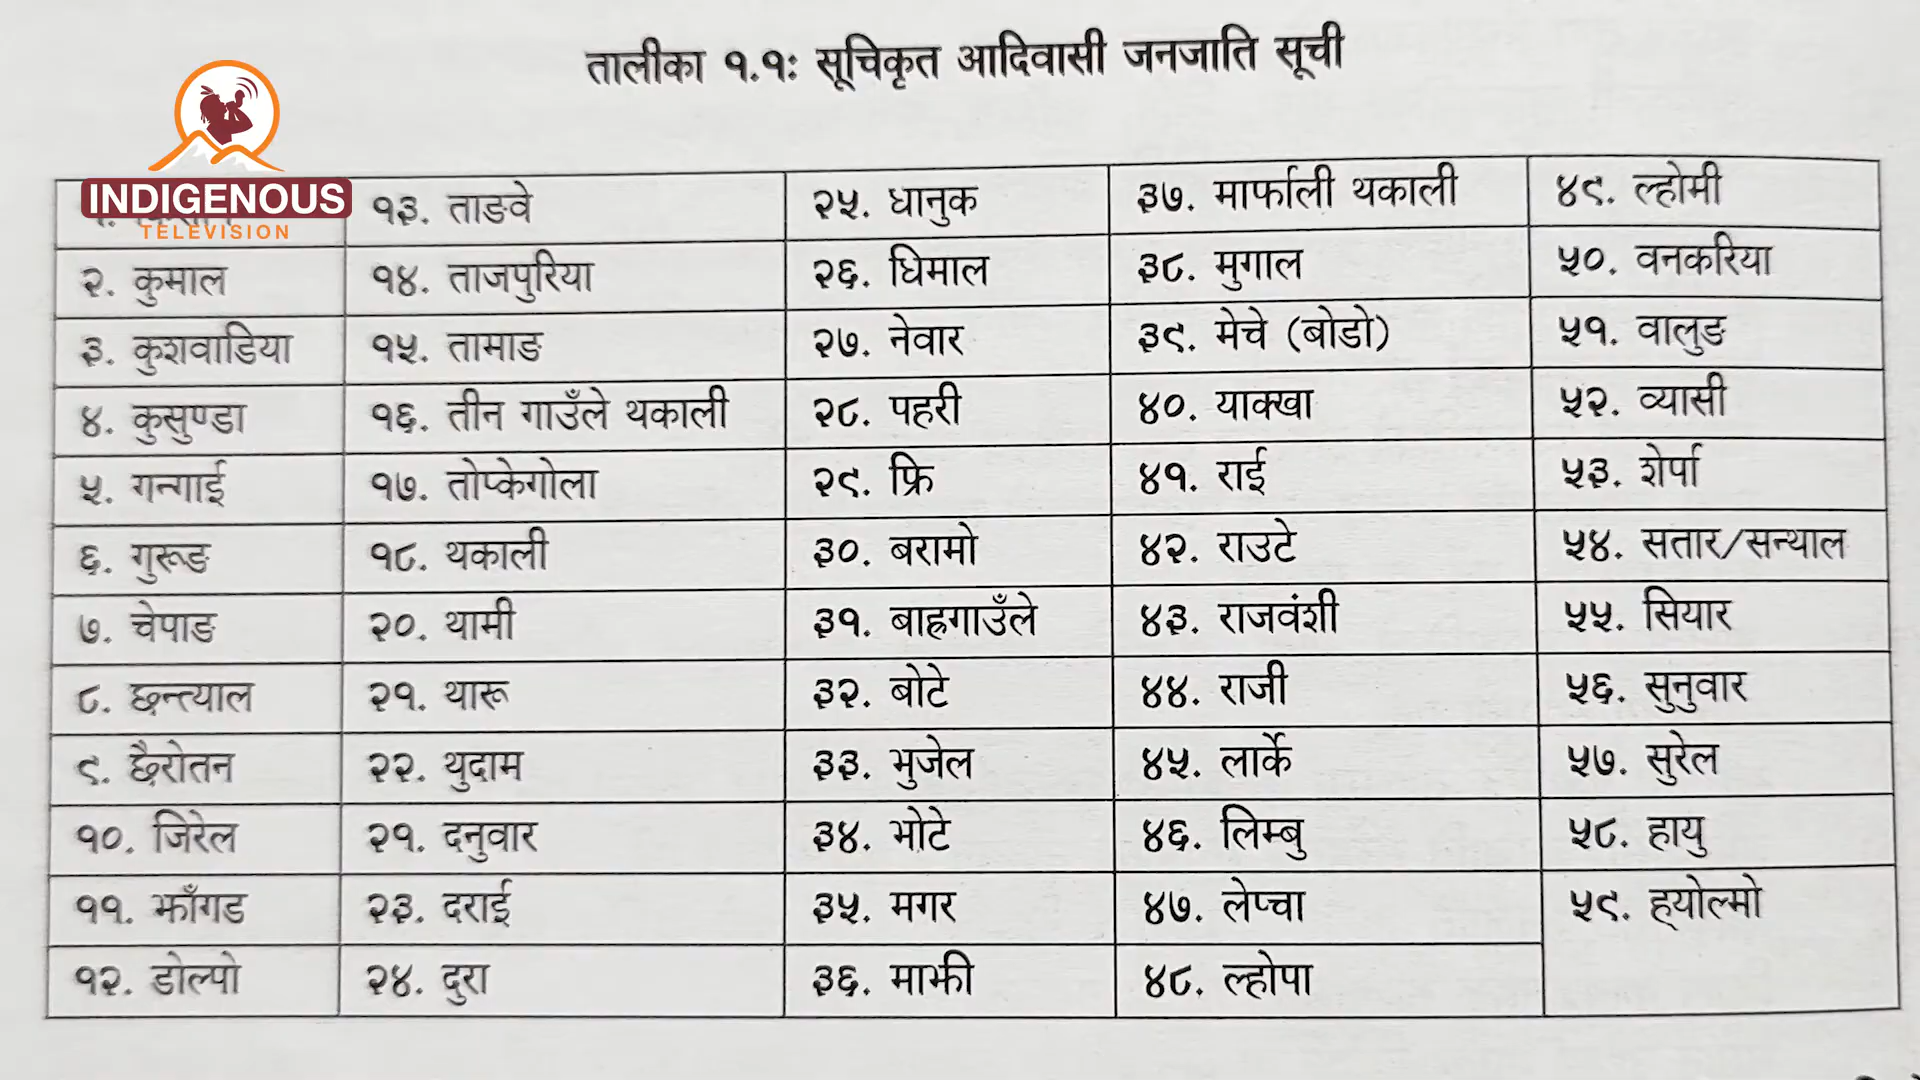 तालीका १.१: सूचिकृत आदिवासी जनजाति सूची
INDIGENOUS
TELEVISION
१३. ताङवे
२५. धानुक
३७. मार्फाली थकाली
४९. ल्होमी
२. कुमाल
१४. ताजपुरिया
२६. धिमाल
३८. मुगाल
५०. वनकरिया
३. कुशवाडिया
१५. तामाङ
२७. नेवार
३९. मेचे (बोडो)
५१. वालुङ
४. कुसुण्डा
१६. तीन गाउँले थकाली
२८. पहरी
४०. याक्खा
५२. व्यासी
५. गन्गाई
१७. तोप्केगोला
२९. फ्रि
४१. राई
५३. शेर्पा
६. गुरूङ
१८. थकाली
३०. बरामो
४२. राउटे
५४. सतार/सन्याल
७. चेपाङ
२०. थामी
३१. बाह्रगाउँले
४३. राजवंशी
५५. सियार
८. छन्त्याल
२१. थारू
३२. बोटे
४४. राजी
५६. सुनुवार
९. छैरोतन
२२. थुदाम
३३. भुजेल
४५. लार्के
५७. सुरेल
१०. जिरेल
२१. दनुवार
३४. भोटे
४६. लिम्बु
५८. हायु
११. झाँगड
२३. दराई
३५. मगर
४७. लेप्चा
५९. ह्योल्मो
१२. डोल्पो
२४. दुरा
३६. माझी
४८. ल्होपा